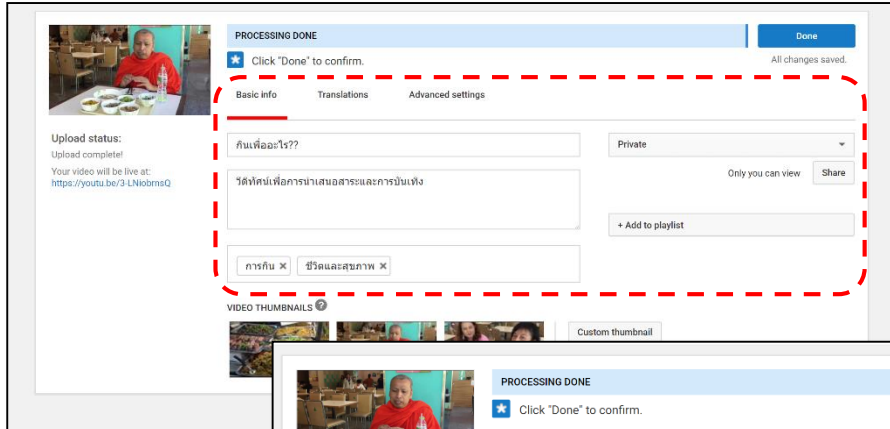 PROCESSING DONE
Done
Click "Done" to confirm.
All changes saved.
Basic info
Translations
Advanced settings
Upload status:
Upload complete!
Your video will be live at:
https://youtu.be/3-LNiobmsQ
กินเพื่ออะไร??
Private
วีดิทัศน์เพื่อการนำเสนอสาระและการบันเทิง
Only you can view
Share
+ Add to playlist
การกิน ×
ชีวิตและสุขภาพ ×
VIDEO THUMBNAILS ?
Custom thumbnail
PROCESSING DONE
Click "Done" to confirm.